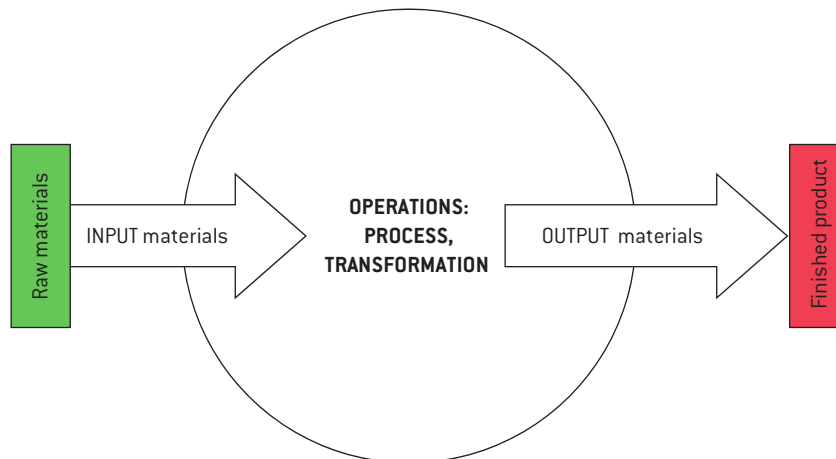 Raw materials
INPUT materials
OPERATIONS:
PROCESS,
TRANSFORMATION
OUTPUT materials
Finished product